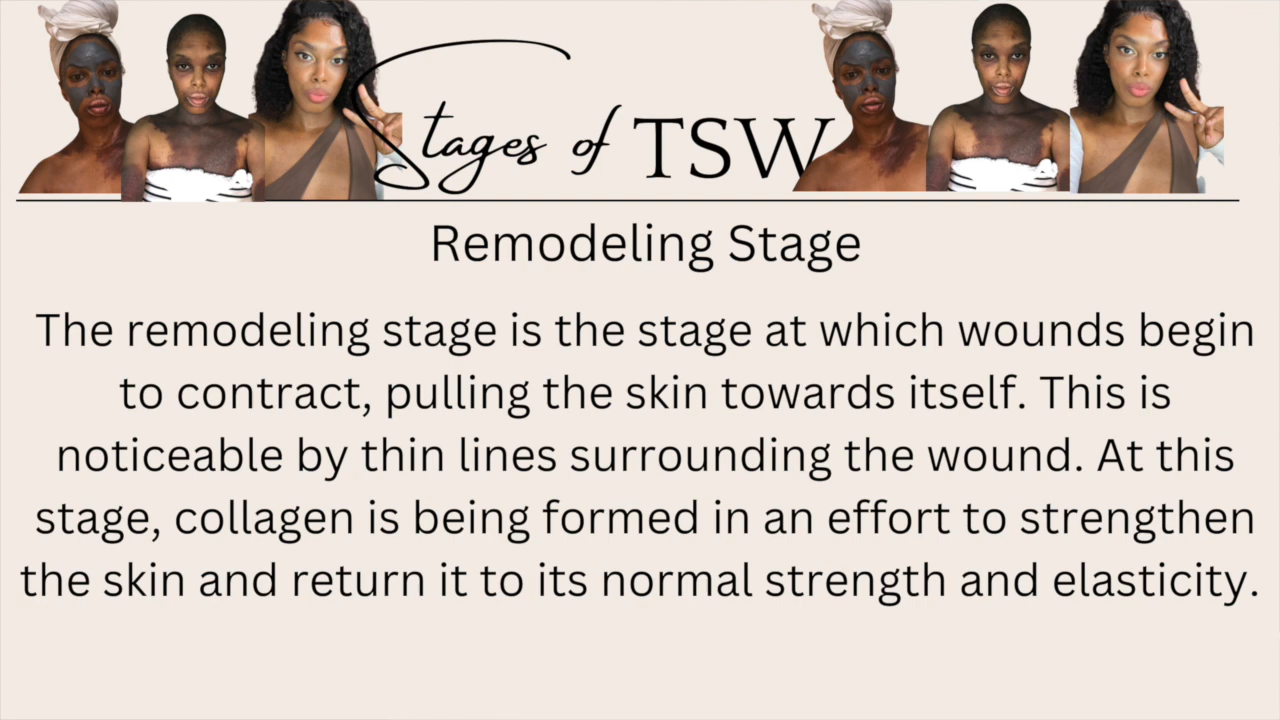 Stages of TSW
Remodeling Stage
The remodeling stage is the stage at which wounds begin
to contract, pulling the skin towards itself. This is
noticeable by thin lines surrounding the wound. At this
stage, collagen is being formed in an effort to strengthen
the skin and return it to its normal strength and elasticity.